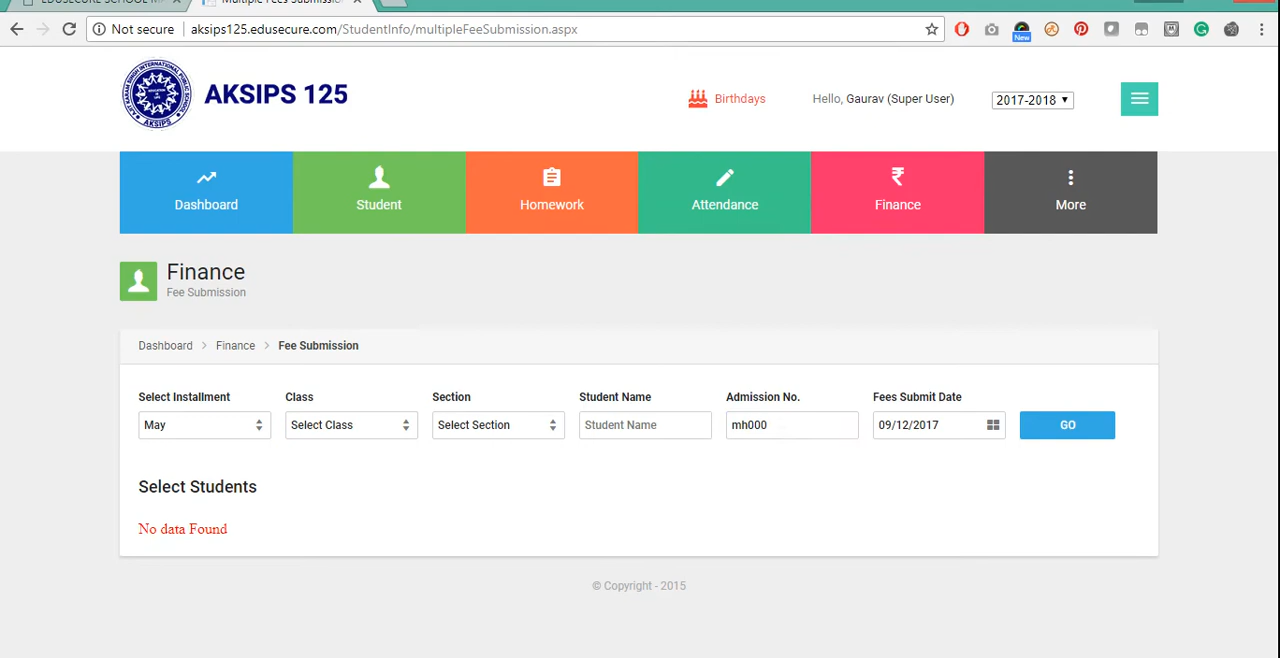 Not secure aksips125.edusecure.com/StudentInfo/multipleFeeSubmission.aspx
New
AKSIPS
AKSIPS 125
Birthdays
Hello, Gaurav (Super User)
2017-2018
Dashboard
Student
Homework
Attendance
Finance
More
Finance
Fee Submission
Dashboard > Finance > Fee Submission
Select Installment
Class
Section
Student Name
Admission No.
Fees Submit Date
May
Select Class
Select Section
Student Name
mh000
09/12/2017
GO
Select Students
No data Found
© Copyright - 2015